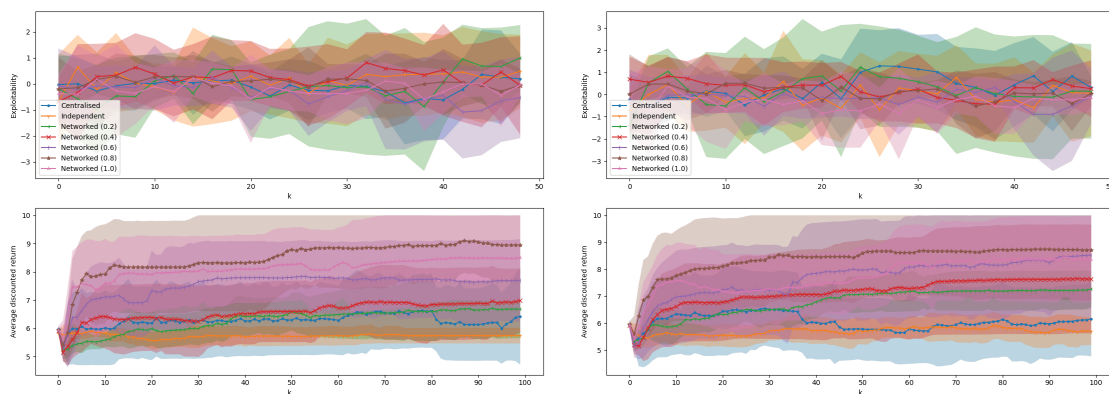 2
1
0
−1
−2
−3
Exploitability
Centralised
Independent
Networked (0.2)
Networked (0.4)
Networked (0.6)
Networked (0.8)
Networked (1.0)
0 10 20 30 40 50
k
3
2
1
0
−1
−2
−3
Exploitability
Centralised
Independent
Networked (0.2)
Networked (0.4)
Networked (0.6)
Networked (0.8)
Networked (1.0)
0 10 20 30 40 5
k
10
9
8
7
6
5
Average discounted return
0 10 20 30 40 50 60 70 80 90 100
k
10
9
8
7
6
5
Average discounted return
0 10 20 30 40 50 60 70 80 90 100
k